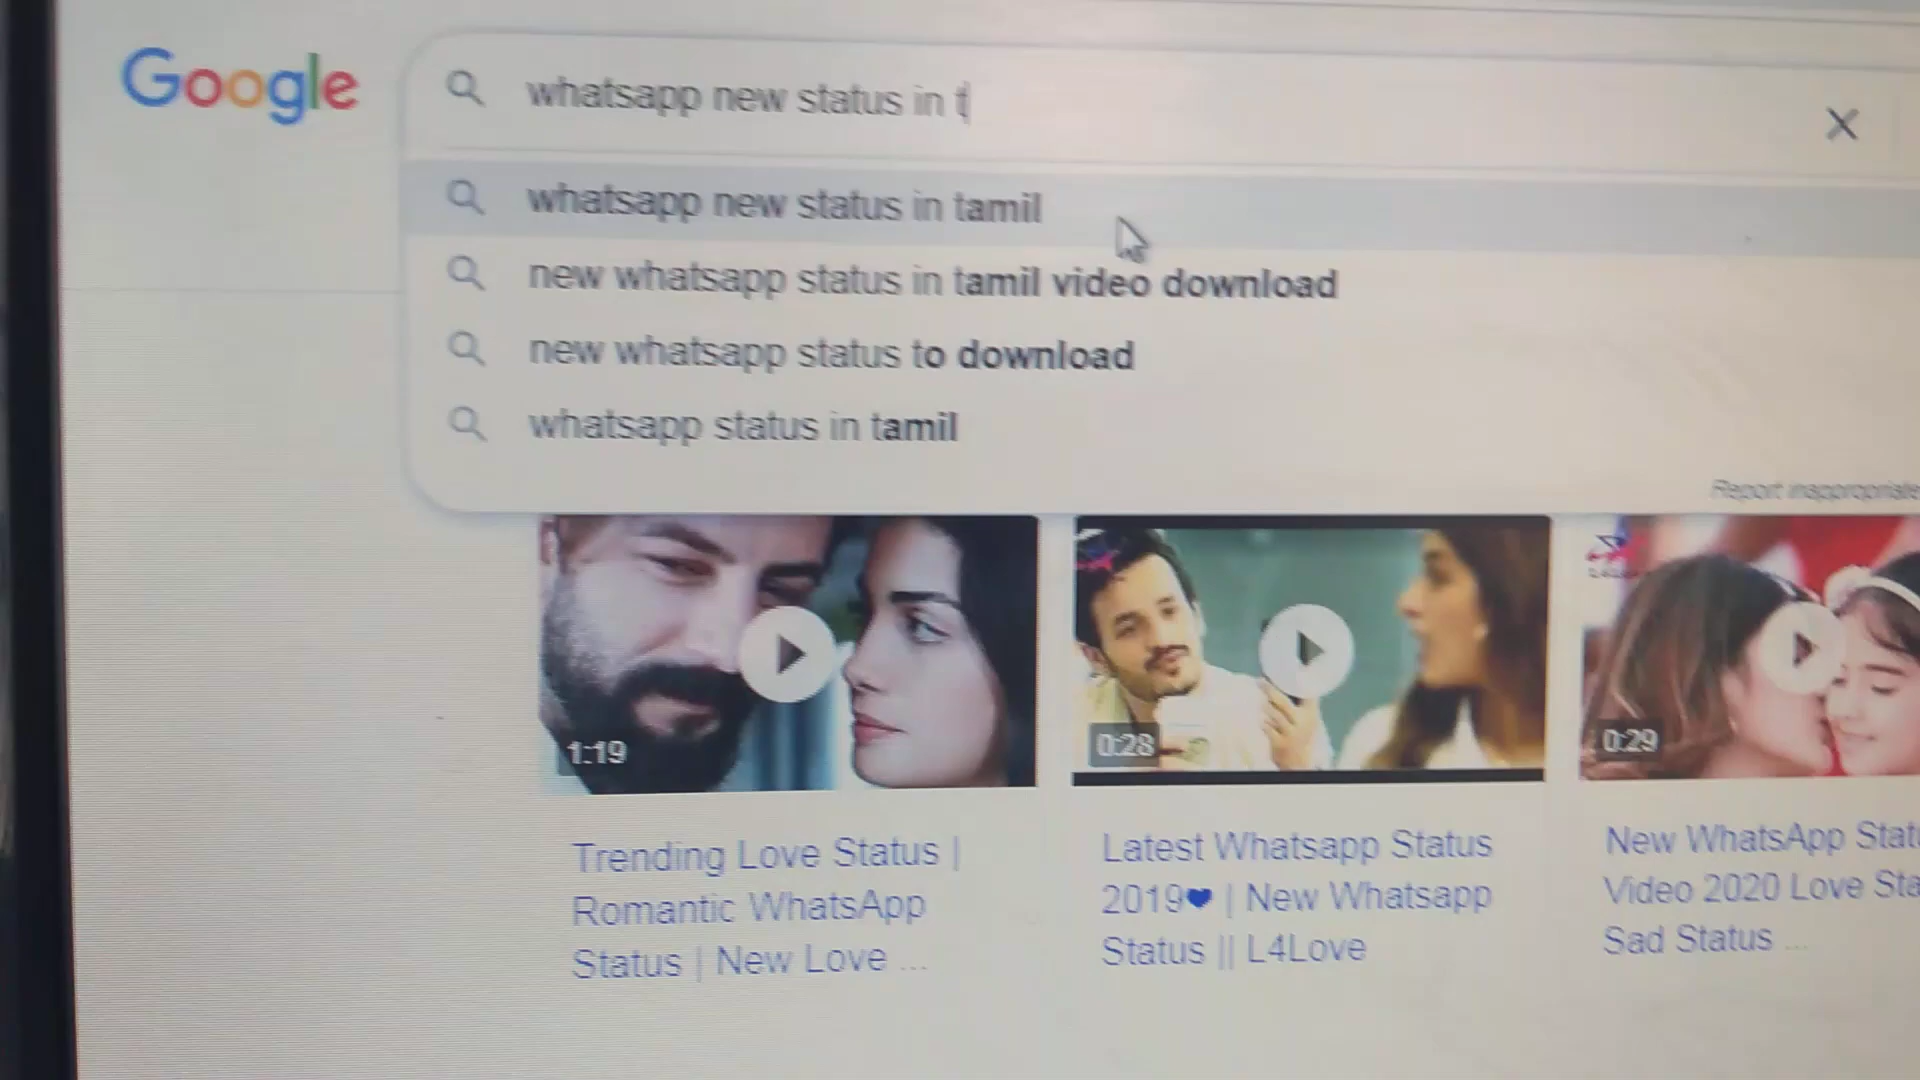 Google
whatsapp new status in t
whatsapp new status in tamil
new whatsapp status in tamil video download
new whatsapp status to download
whatsapp status in tamil
Report inappropriate
1:19
0:28
0:29
Trending Love Status |
Romantic WhatsApp
Status | New Love ...
Latest Whatsapp Status
2019💙 | New Whatsapp
Status || L4Love
New WhatsApp
Video 2020 Love
Sad Status ...